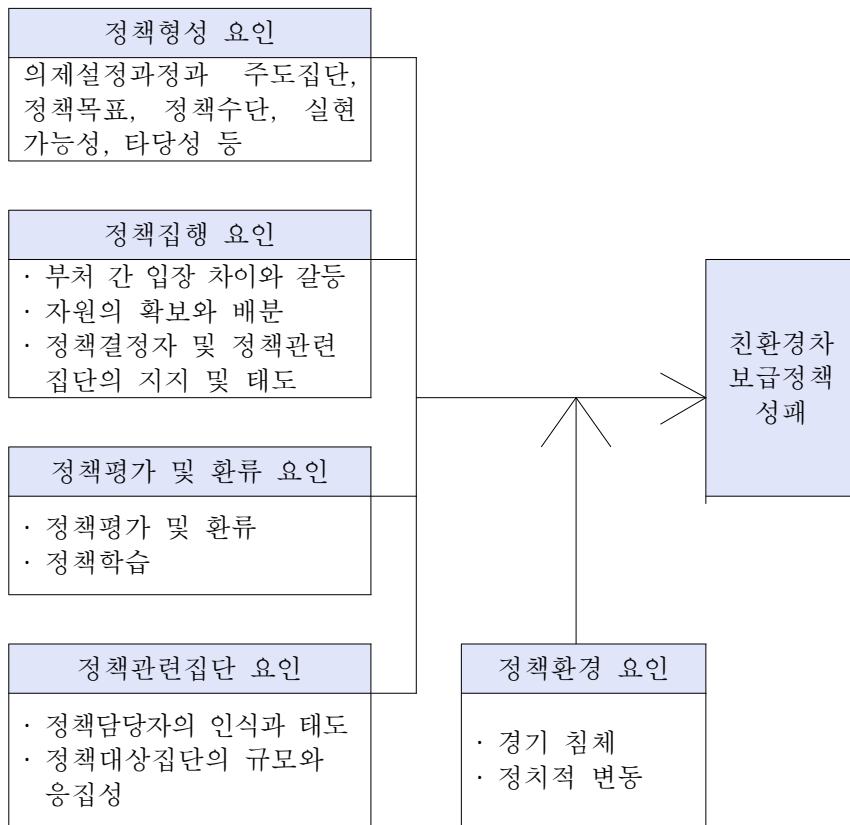 정책형성 요인
의제설정과정과 주도집단,
정책목표, 정책수단, 실현
가능성, 타당성 등
정책집행 요인
· 부처 간 입장 차이와 갈등
· 자원의 확보와 배분
· 정책결정자 및 정책관련
집단의 지지 및 태도
정책평가 및 환류 요인
· 정책평가 및 환류
· 정책학습
정책관련집단 요인
· 정책담당자의 인식과 태도
· 정책대상집단의 규모와
응집성
정책환경 요인
· 경기 침체
· 정치적 변동
친환경차
보급정책
성패